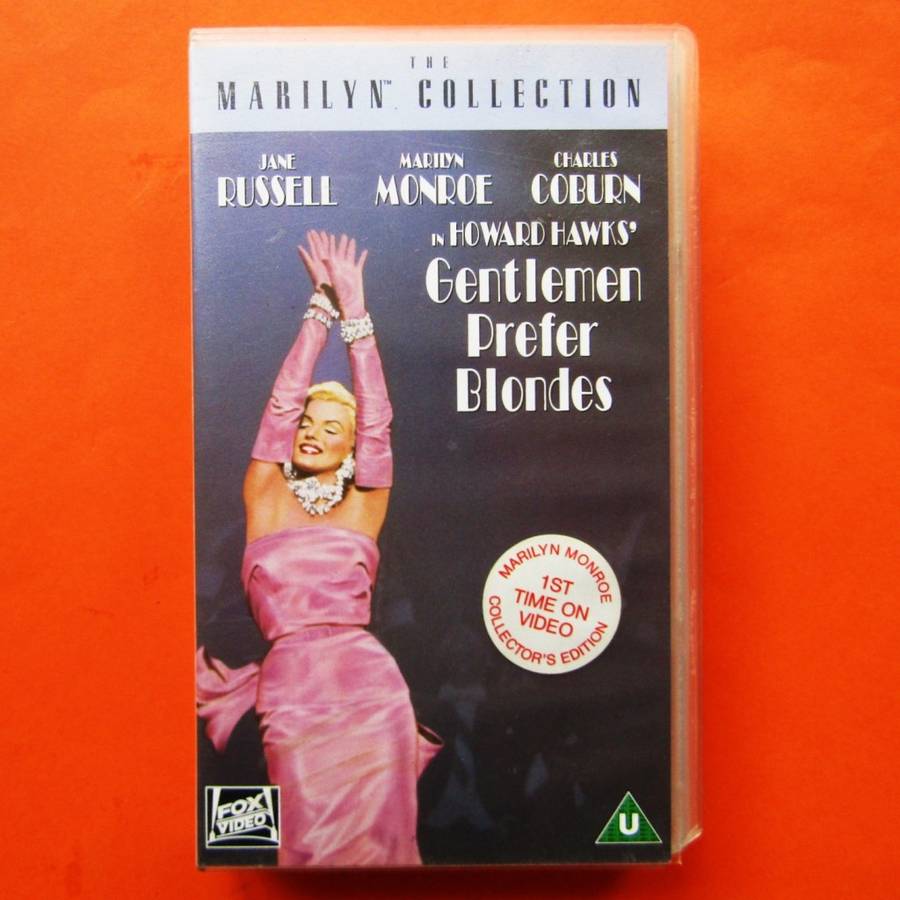 THE
MARILYN™ COLLECTION
JANE RUSSELL
MARILYN MONROE
CHARLES COBURN
IN HOWARD HAWKS'
Gentlemen
Prefer
Blondes
MARILYN MONROE
1ST
TIME ON
VIDEO
COLLECTOR'S EDITION
FOX
VIDEO
U